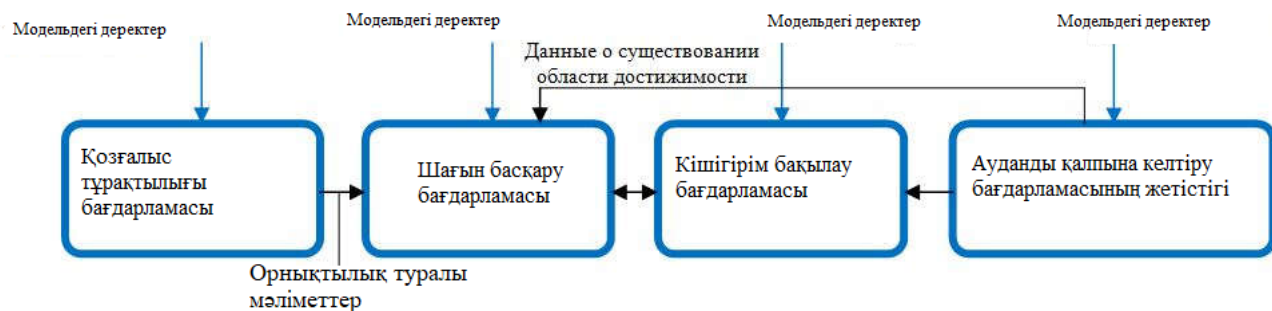 Модельдегі деректер
Модельдегі деректер
Модельдегі деректер
Модельдегі деректер
Данные о существовании
области достижимости
Қозғалыс
тұрақтылығы
бағдарламасы
Шағын басқару
бағдарламасы
Кішігірім бақылау
бағдарламасы
Ауданды қалпына келтіру
бағдарламасының жетістігі
Орнықтылық туралы
мәліметтер